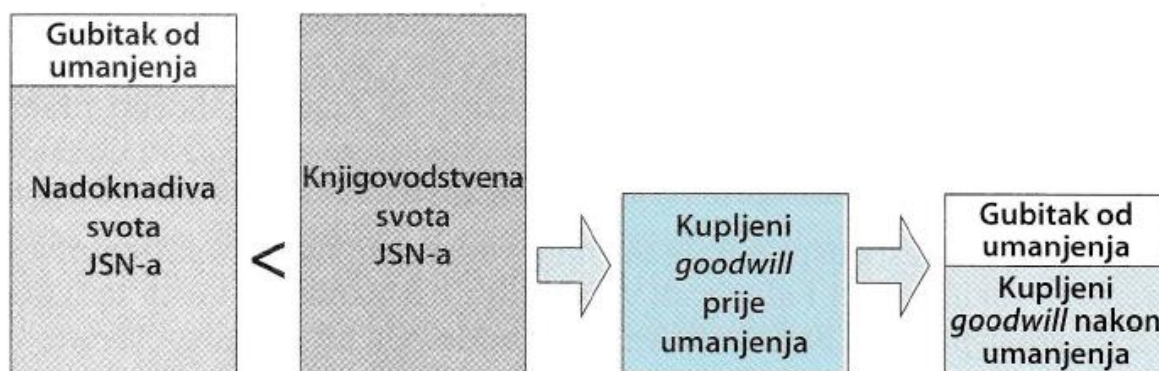 Gubitak od
umanjenja
Nadoknadiva
svota
JSN-a
<
Knjigovodstvena
svota
JSN-a
Kupljeni
goodwill
prije
umanjenja
Gubitak od
umanjenja
Kupljeni
goodwill nakon
umanjenja